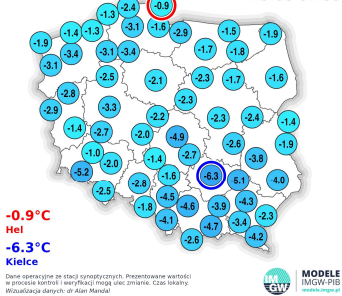 -0.9
-2.4
-1.3
-3.1 -1.6
-1.4 -1.3 -2.9 -1.5 -1.9
-1.9
-3.4 -3.1 -3.4 -1.7 -1.8
-3.1
-2.5 -2.1 -2.3 -1.7 -1.6
-2.8
-2.3
-2.9 -3.3
-2.2 -2.3 -2.4 -1.4
-1.4 -2.7 -2.0 -4.9
-2.6 -1.9
-1.0 -2.7
-2.0 -1.4 -3.8
-5.2 -1.6 -6.3 -5.1 -4.0
-2.8
-2.5 -4.5
-1.8 -4.6 -3.9 -4.3
-4.1 -4.7 -3.4 -2.3
-2.6 -4.2
-0.9°C
Hel
-6.3°C
Kielce
Dane operacyjne ze stacji synoptycznych. Prezentowane wartości
w procesie kontroli i weryfikacji mogą ulec zmianie. Czas lokalny.
Wizualizacja danych: dr Alan Mandal
IM
GW
MODELE
IMGW-PIB
modele.imgw.pl